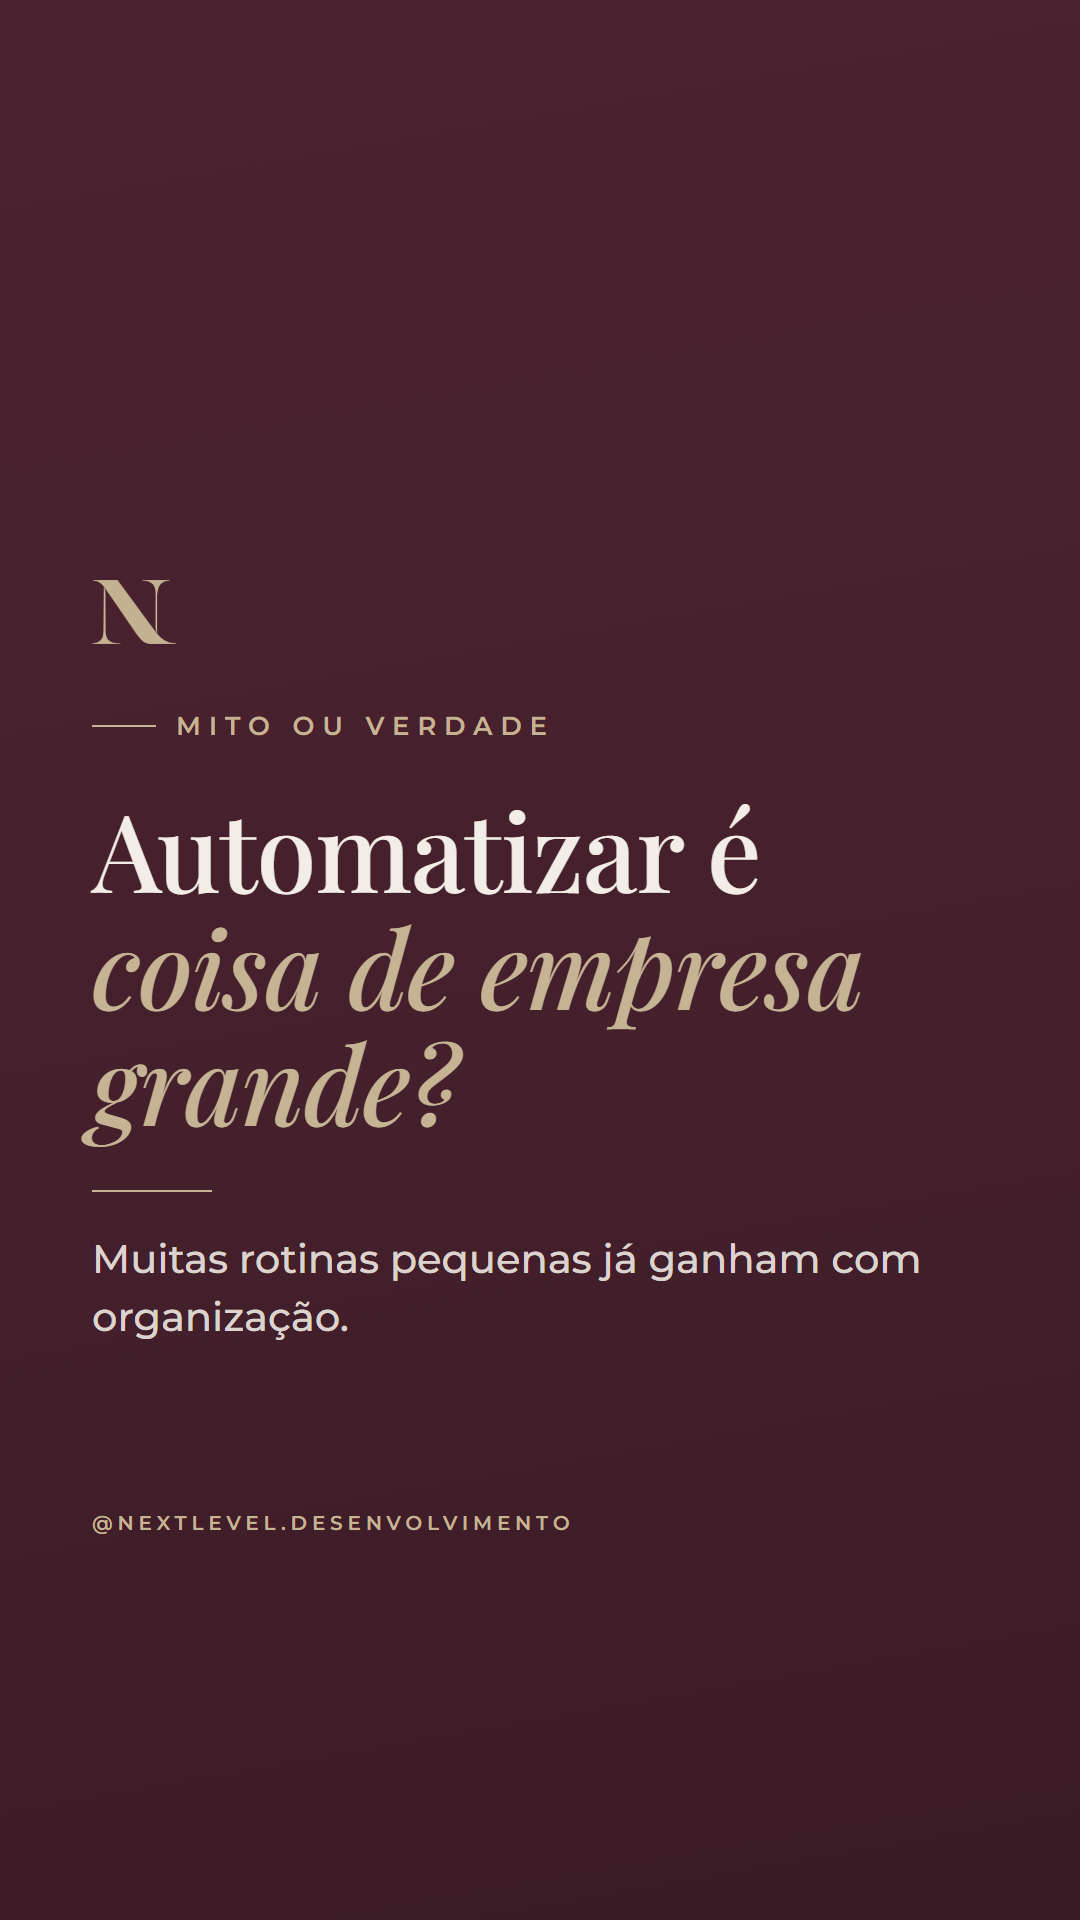 N
MITO OU VERDADE
Automatizar é
coisa de empresa
grande?
Muitas rotinas pequenas já ganham com
organização.
@NEXTLEVEL.DESENVOLVIMENTO